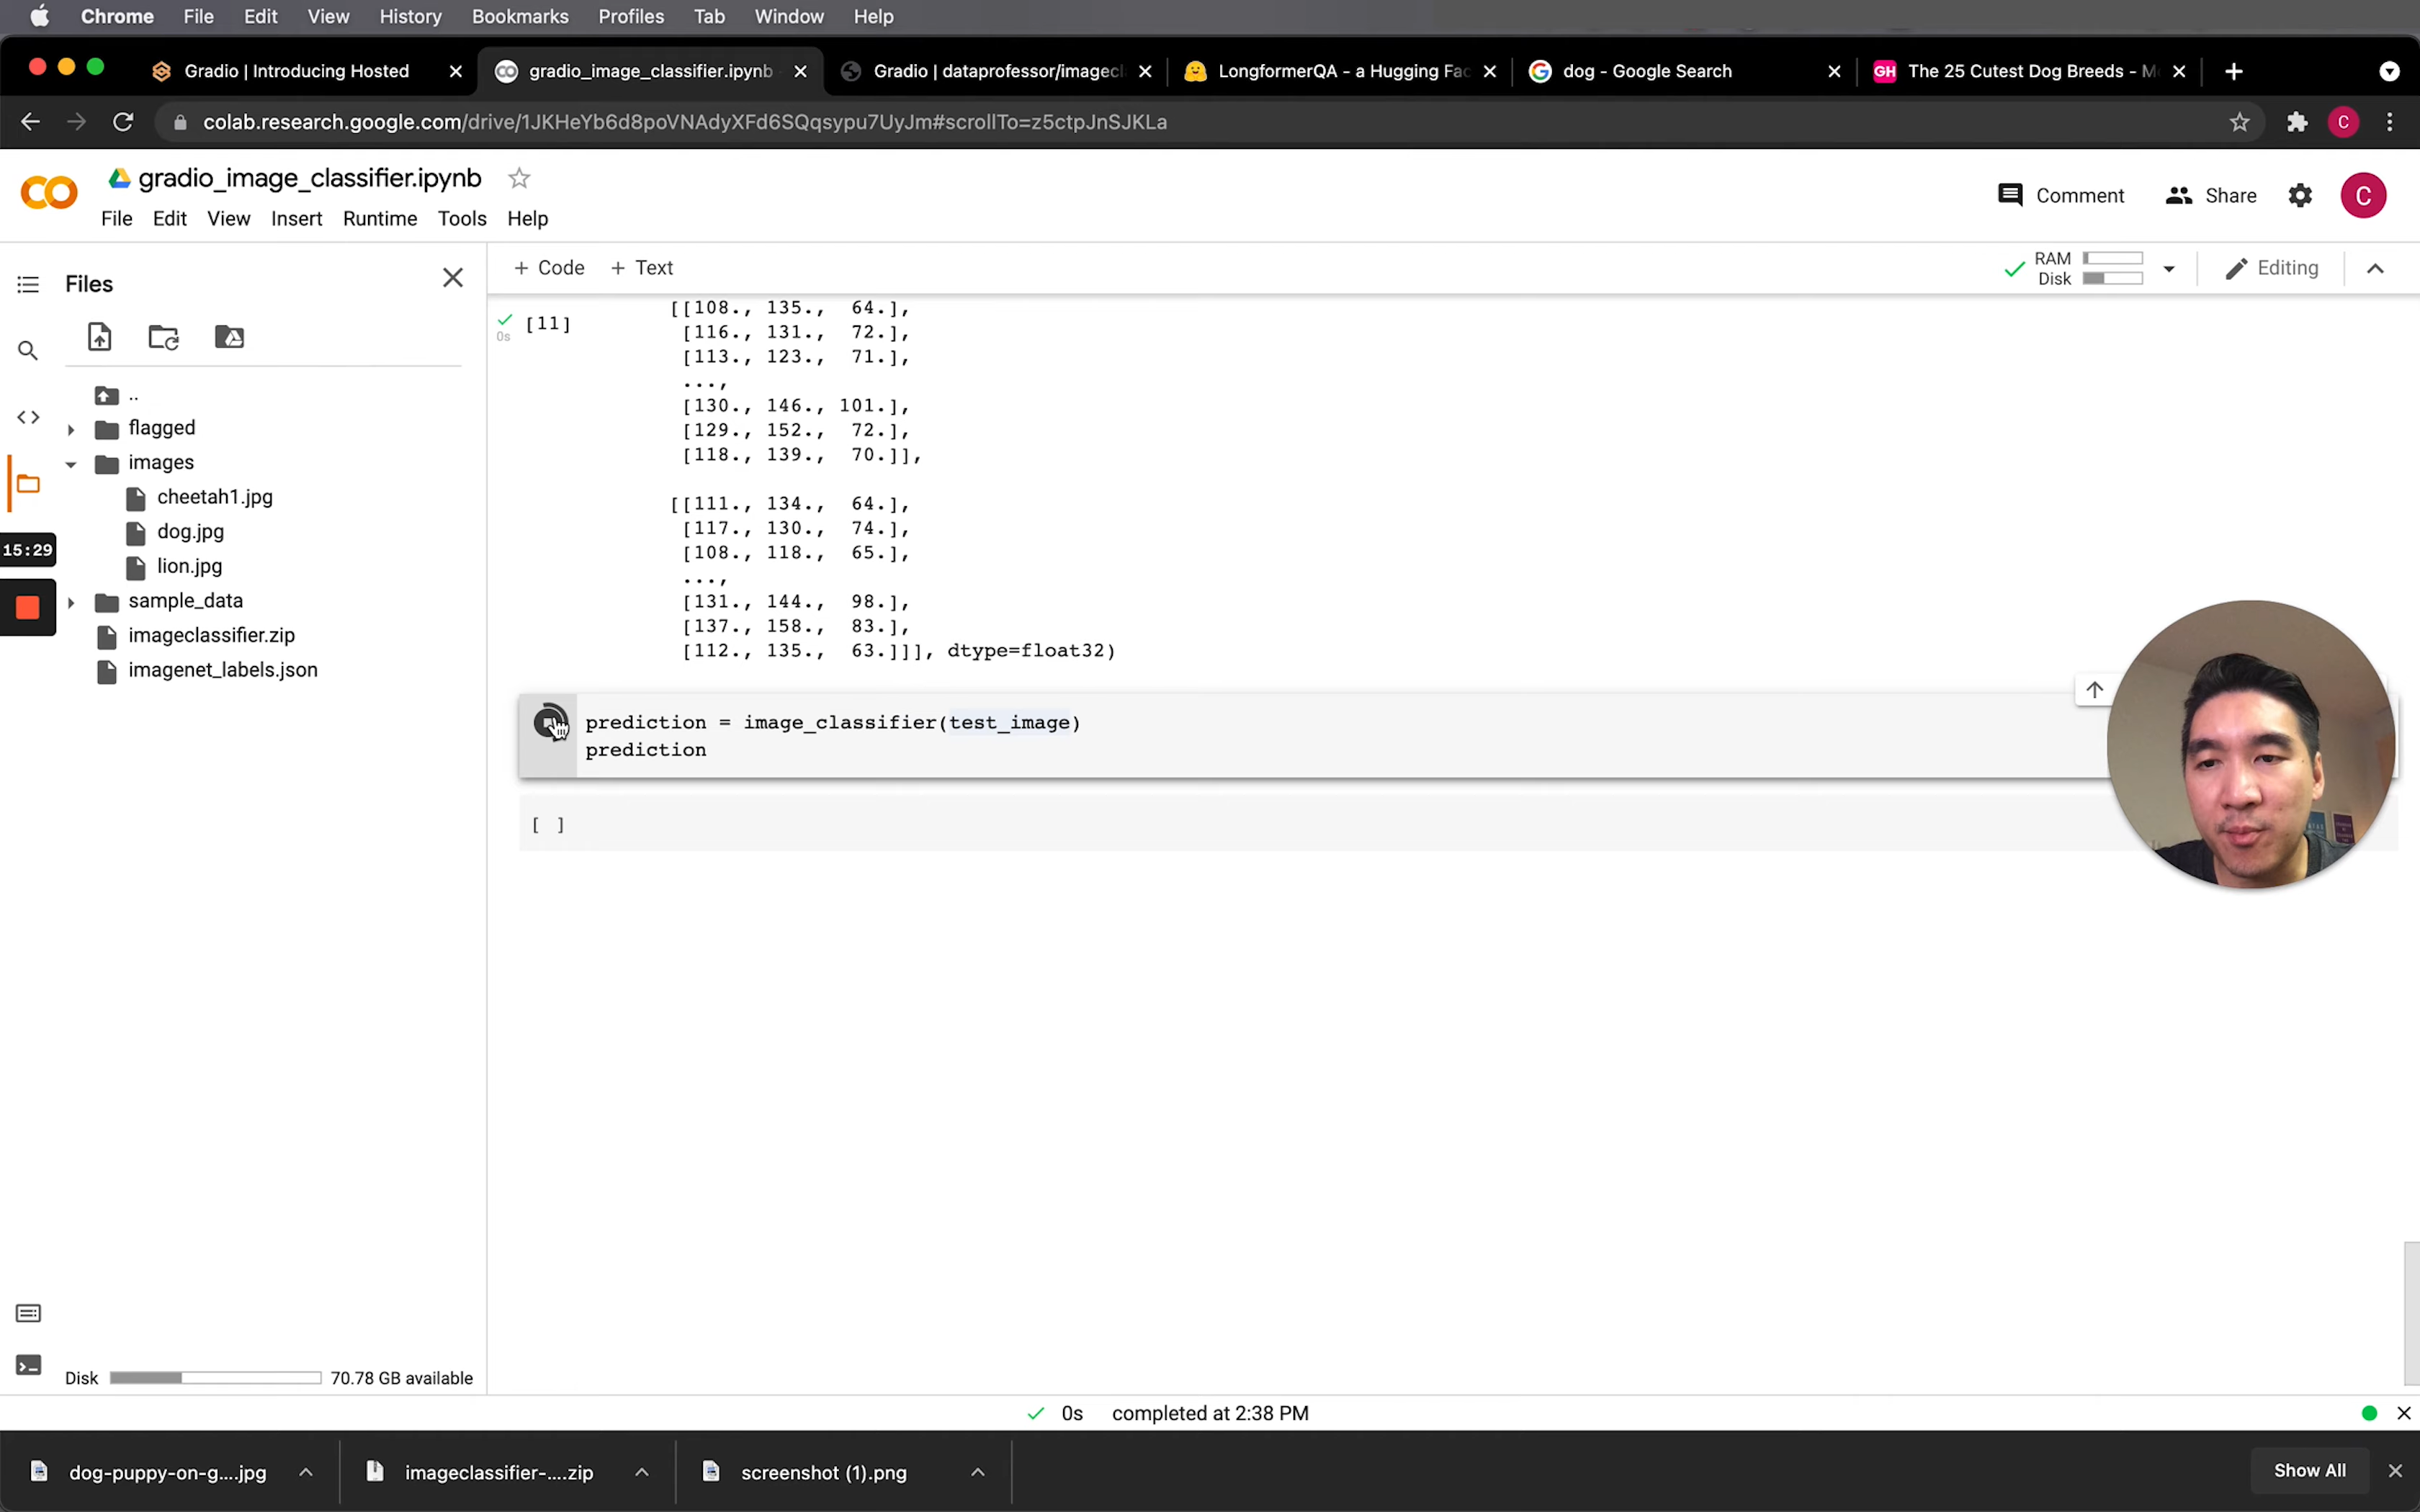 Chrome File Edit View History Bookmarks Profiles Tab Window Help
Gradio | Introducing Hosted
gradio_image_classifier.ipynb
Gradio | dataprofessor/imagecl
LongformerQA - a Hugging Fac
dog - Google Search
GH The 25 Cutest Dog Breeds - Mo
colab.research.google.com/drive/1JKHeYb6d8poVNAdyXFd6SQqsypu7UyJm#scrollTo=z5ctpJnSJKLa
C
gradio_image_classifier.ipynb
Comment Share C
File Edit View Insert Runtime Tools Help
+ Code + Text
RAM
Disk
Editing
Files
..
flagged
images
cheetah1.jpg
dog.jpg
lion.jpg
sample_data
imageclassifier.zip
imagenet_labels.json
15:29
Disk 70.78 GB available
0s
[11]
[[108., 135., 64.],
[116., 131., 72.],
[113., 123., 71.],
...,
[130., 146., 101.],
[129., 152., 72.],
[118., 139., 70.]],
[[111., 134., 64.],
[117., 130., 74.],
[108., 118., 65.],
...,
[131., 144., 98.],
[137., 158., 83.],
[112., 135., 63.]]], dtype=float32)
prediction = image_classifier(test_image)
prediction
[ ]
0s completed at 2:38 PM
dog-puppy-on-g....jpg
imageclassifier-....zip
screenshot (1).png
Show All